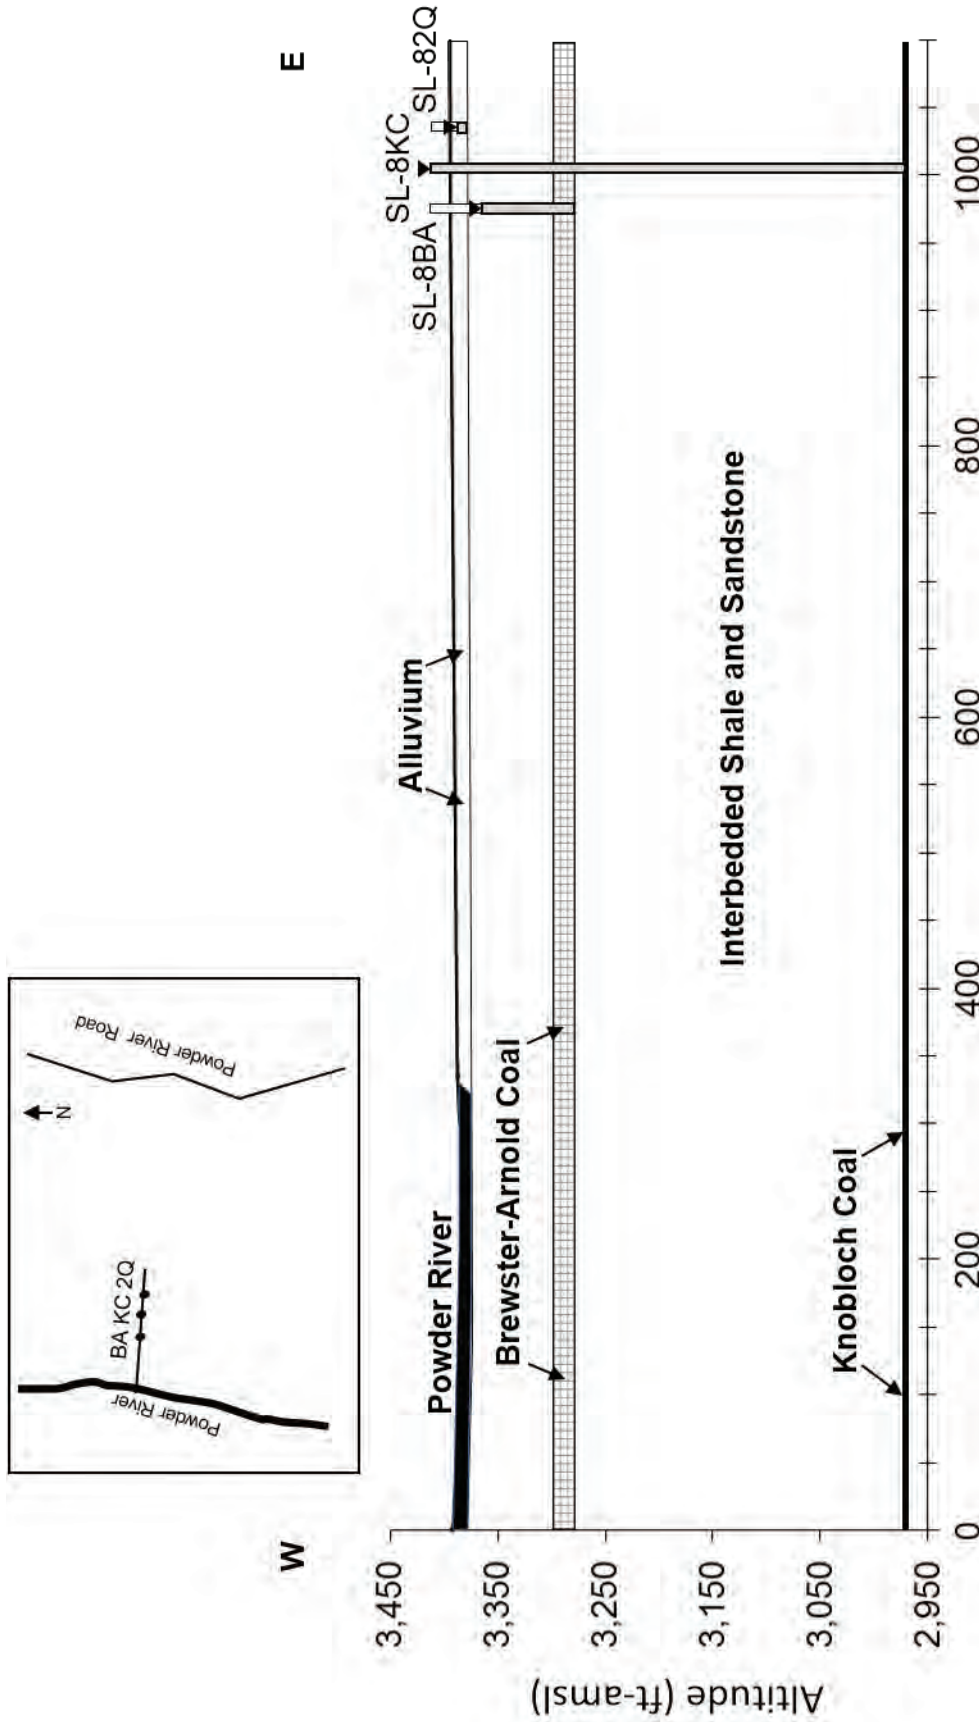 Powder River
Powder River Road
N
BA KC 2Q
W
E
Altitude (ft-amsl)
3,450
3,350
3,250
3,150
3,050
2,950
0
200
400
600
800
1000
Powder River
Alluvium
SL-8BA
SL-8KC
SL-82Q
Brewster-Arnold Coal
Interbedded Shale and Sandstone
Knobloch Coal